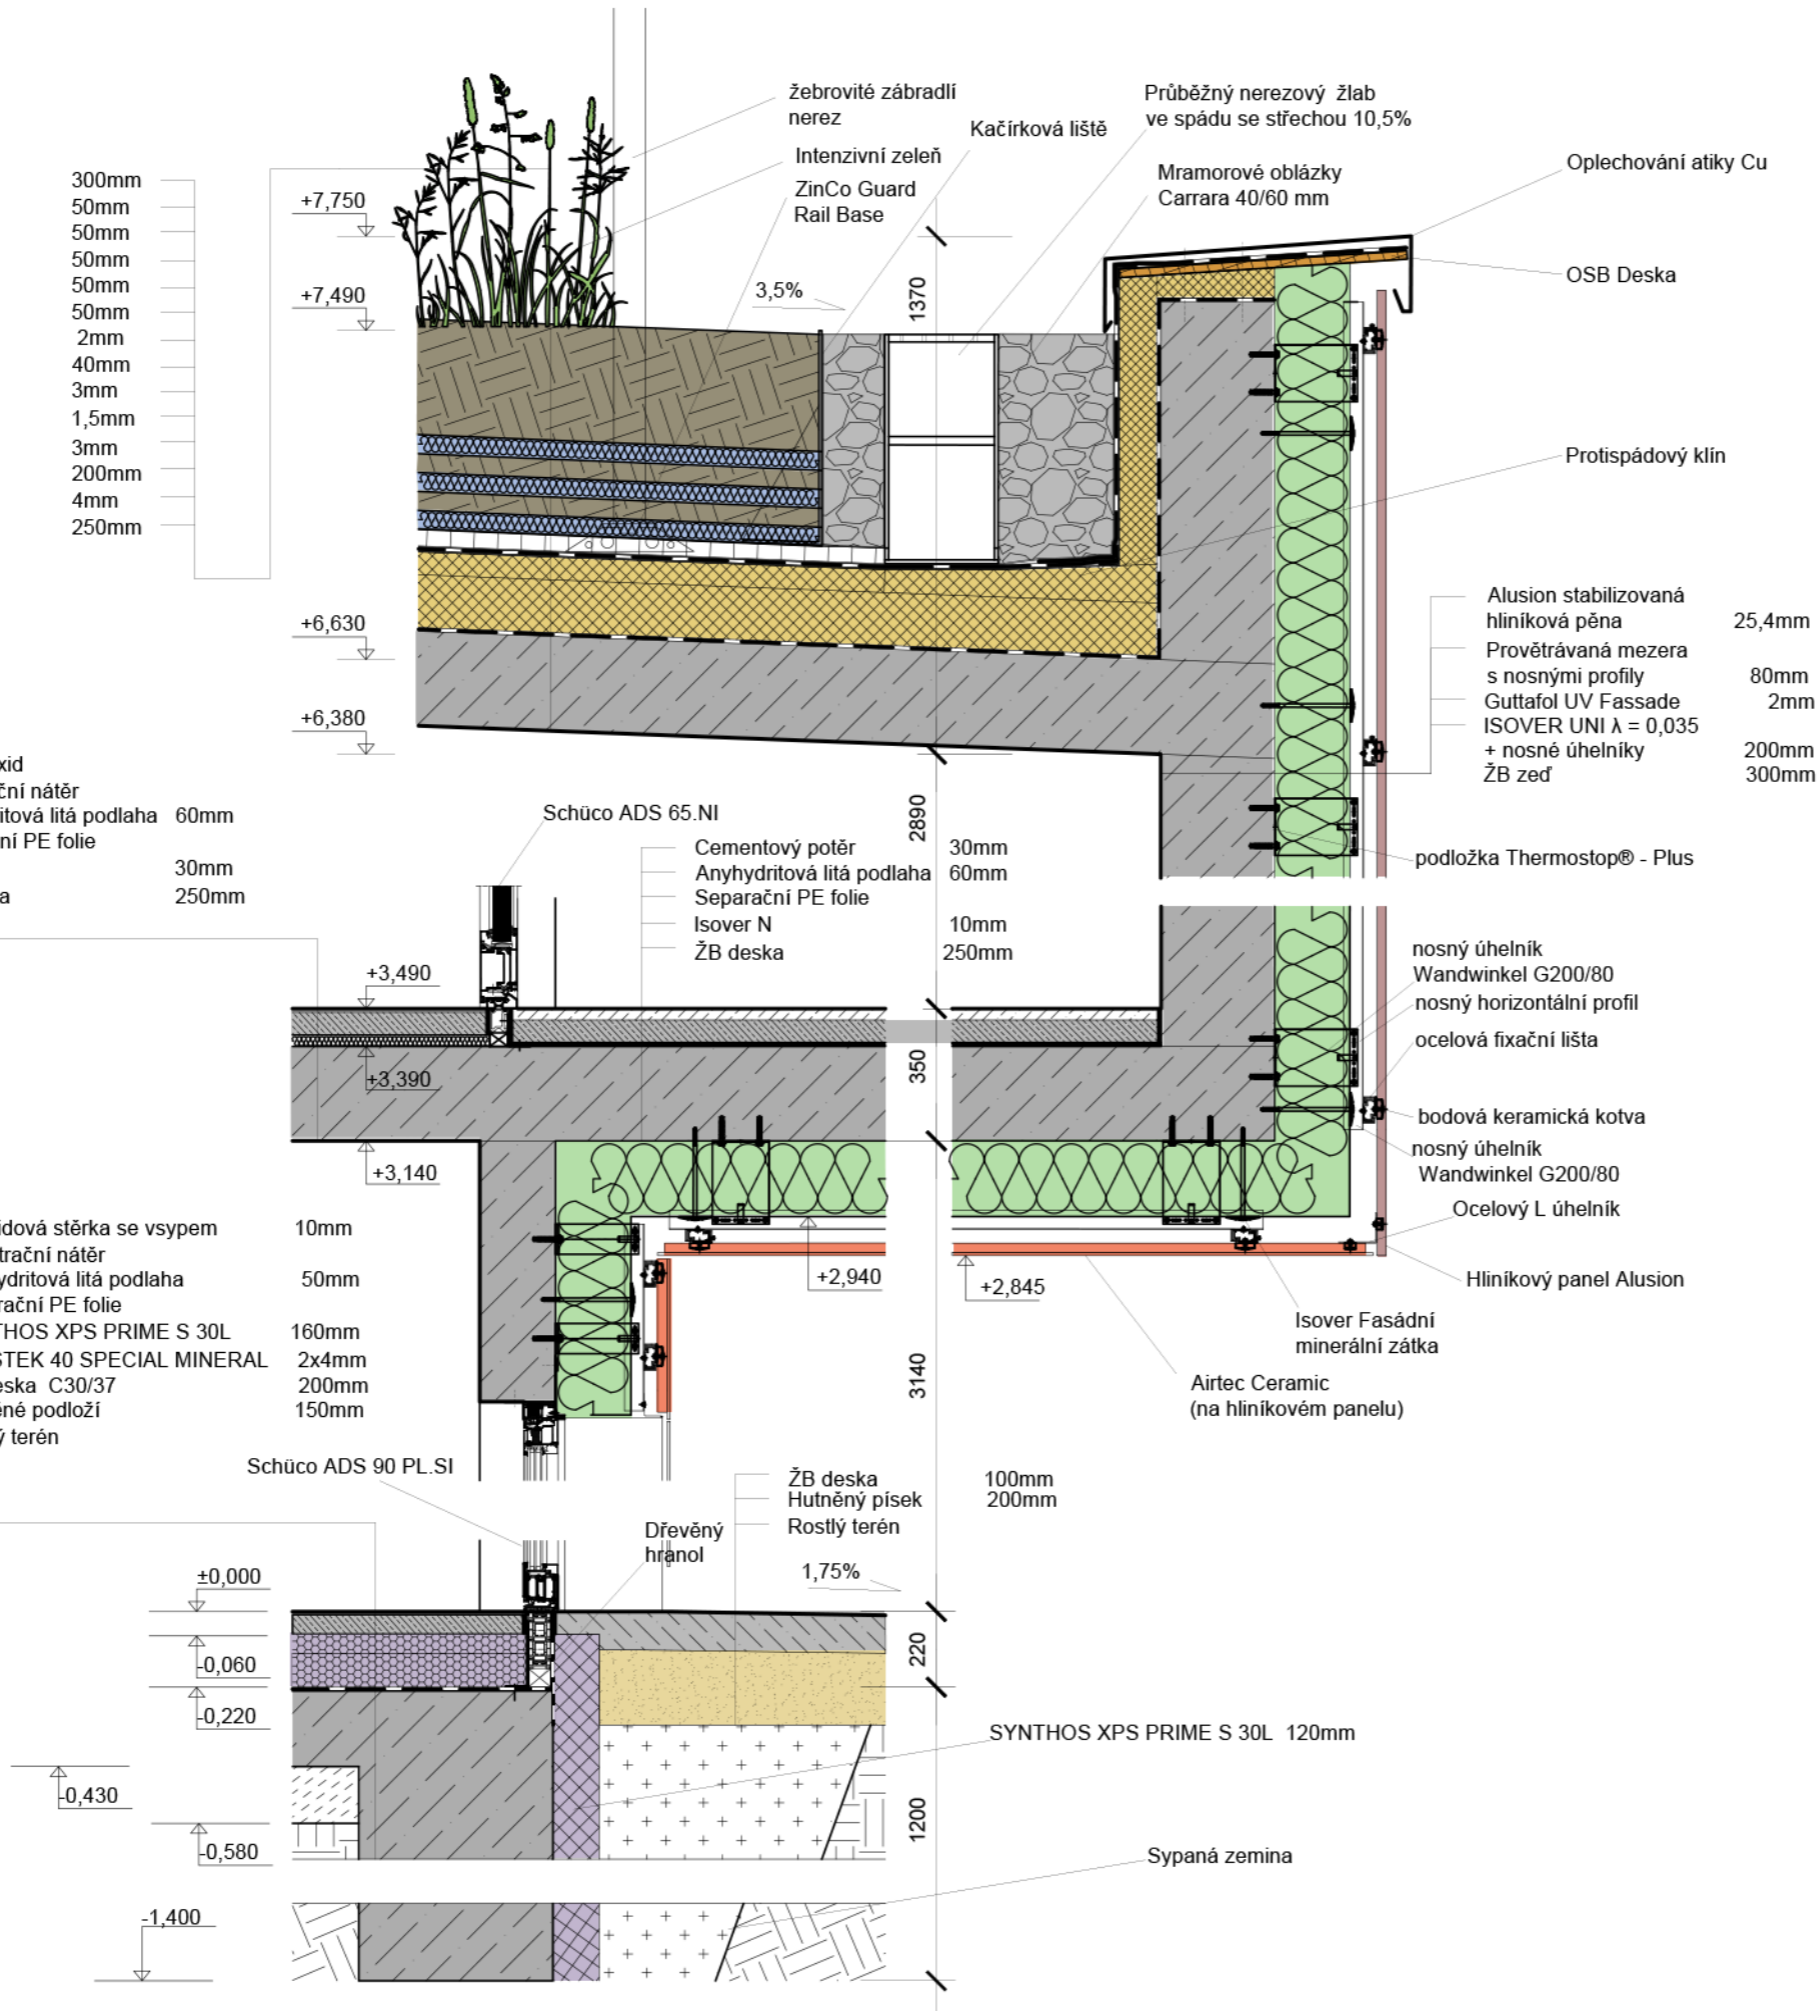 žebrovité zábradlí
nerez
Kačírková liště
Průběžný nerezový žlab
ve spádu se střechou 10,5%
Intenzivní zeleň
ZinCo Guard
Rail Base
Mramorové oblázky
Carrara 40/60 mm
Oplechování atiky Cu
OSB Deska
300mm
50mm
50mm
50mm
50mm
50mm
2mm
40mm
3mm
1,5mm
3mm
200mm
4mm
250mm
+7,750
+7,490
3,5%
1370
Protispádový klín
+6,630
+6,380
Alusion stabilizovaná
hliníková pěna 25,4mm
Provětrávaná mezera
s nosnými profily 80mm
Guttafol UV Fassade 2mm
ISOVER UNI λ = 0,035
+ nosné úhelníky 200mm
ŽB zeď 300mm
xid
ční nátěr
itová litá podlaha 60mm
ní PE folie
30mm
a 250mm
Schüco ADS 65.NI
2890
Cementový potěr 30mm
Anyhydritová litá podlaha 60mm
Separační PE folie
Isover N 10mm
ŽB deska 250mm
podložka Thermostop® - Plus
nosný úhelník
Wandwinkel G200/80
nosný horizontální profil
ocelová fixační lišta
bodová keramická kotva
nosný úhelník
Wandwinkel G200/80
Ocelový L úhelník
Hliníkový panel Alusion
+3,490
+3,390
350
+3,140
+2,940
+2,845
Isover Fasádní
minerální zátka
Airtec Ceramic
(na hliníkovém panelu)
3140
idová stěrka se vsypem 10mm
trační nátěr
ydritová litá podlaha 50mm
rační PE folie
THOS XPS PRIME S 30L 160mm
STEK 40 SPECIAL MINERAL 2x4mm
eska C30/37 200mm
ěné podloží 150mm
ý terén
Schüco ADS 90 PL.SI
ŽB deska 100mm
Hutněný písek 200mm
Rostlý terén
Dřevěný
hranol
1,75%
±0,000
-0,060
-0,220
220
-0,430
-0,580
SYNTHOS XPS PRIME S 30L 120mm
1200
Sypaná zemina
-1,400